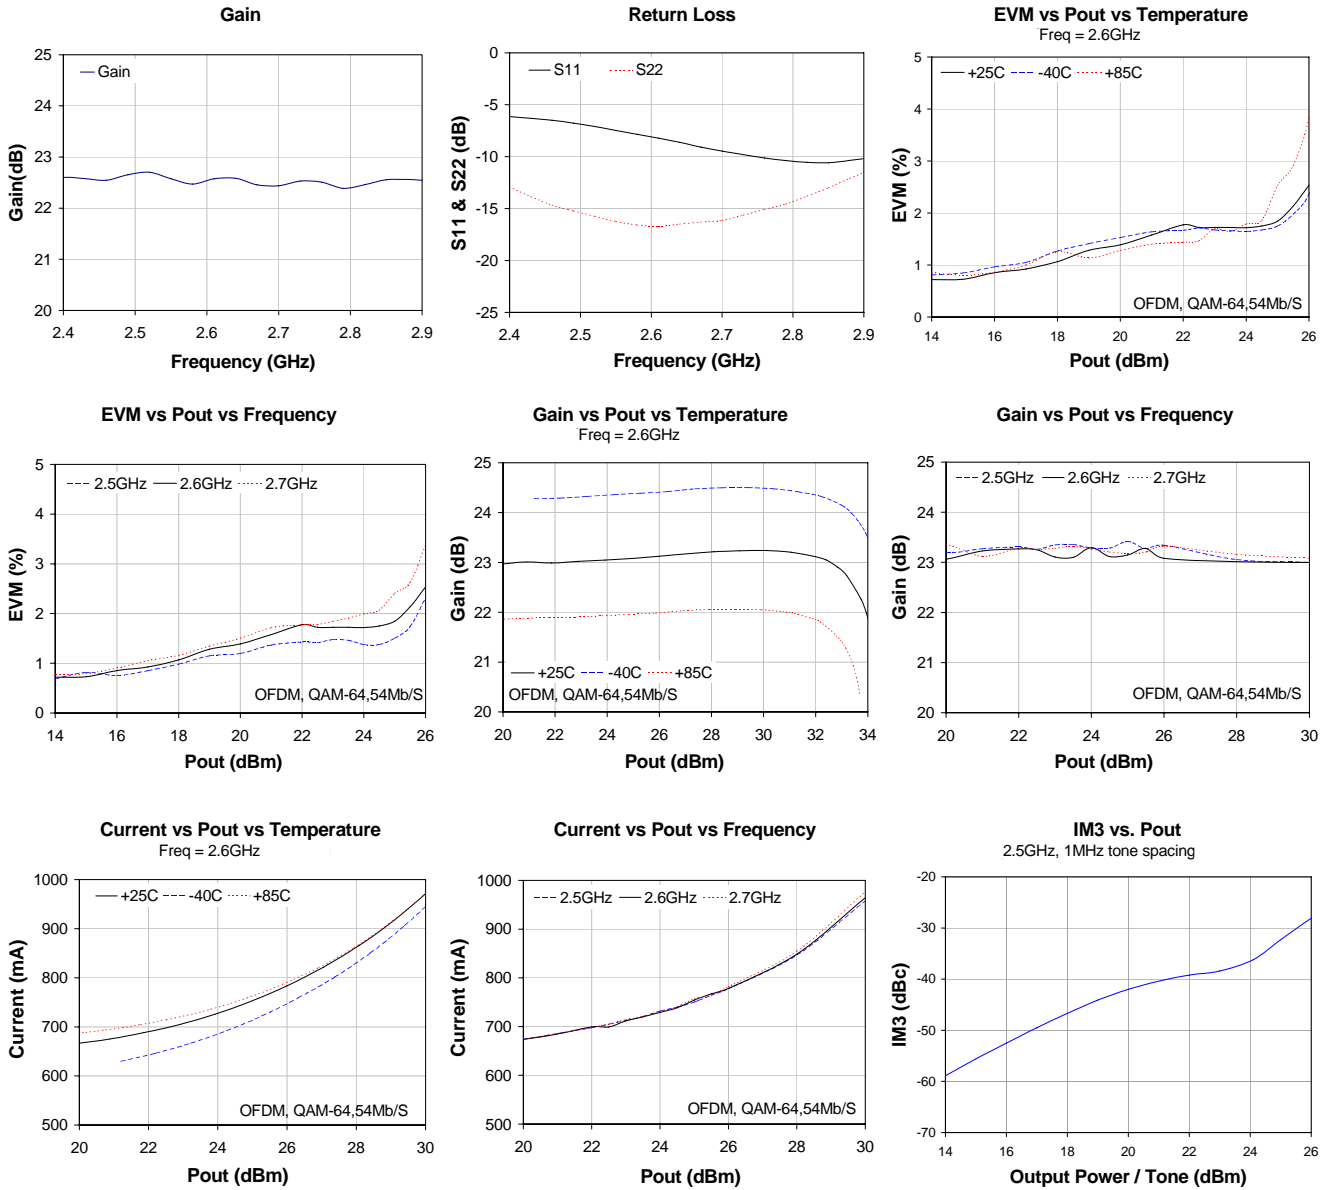 Gain
25
24
23
22
21
20
Gain(dB)
Gain
2.4 2.5 2.6 2.7 2.8 2.9
Frequency (GHz)
Return Loss
0
-5
-10
-15
-20
-25
S11 & S22 (dB)
S11 S22
2.4 2.5 2.6 2.7 2.8 2.9
Frequency (GHz)
EVM vs Pout vs Temperature
Freq = 2.6GHz
5
4
3
2
1
0
EVM (%)
+25C -40C +85C
OFDM, QAM-64,54Mb/S
14 16 18 20 22 24 26
Pout (dBm)
EVM vs Pout vs Frequency
5
4
3
2
1
0
EVM (%)
2.5GHz 2.6GHz 2.7GHz
OFDM, QAM-64,54Mb/S
14 16 18 20 22 24 26
Pout (dBm)
Gain vs Pout vs Temperature
Freq = 2.6GHz
25
24
23
22
21
20
Gain (dB)
+25C -40C +85C
OFDM, QAM-64,54Mb/S
20 22 24 26 28 30 32 34
Pout (dBm)
Gain vs Pout vs Frequency
25
24
23
22
21
20
Gain (dB)
2.5GHz 2.6GHz 2.7GHz
OFDM, QAM-64,54Mb/S
20 22 24 26 28 30
Pout (dBm)
Current vs Pout vs Temperature
Freq = 2.6GHz
1000
900
800
700
600
500
Current (mA)
+25C -40C +85C
OFDM, QAM-64,54Mb/S
20 22 24 26 28 30
Pout (dBm)
Current vs Pout vs Frequency
1000
900
800
700
600
500
Current (mA)
2.5GHz 2.6GHz 2.7GHz
OFDM, QAM-64,54Mb/S
20 22 24 26 28 30
Pout (dBm)
IM3 vs. Pout
2.5GHz, 1MHz tone spacing
-20
-30
-40
-50
-60
-70
IM3 (dBc)
14 16 18 20 22 24 26
Output Power / Tone (dBm)